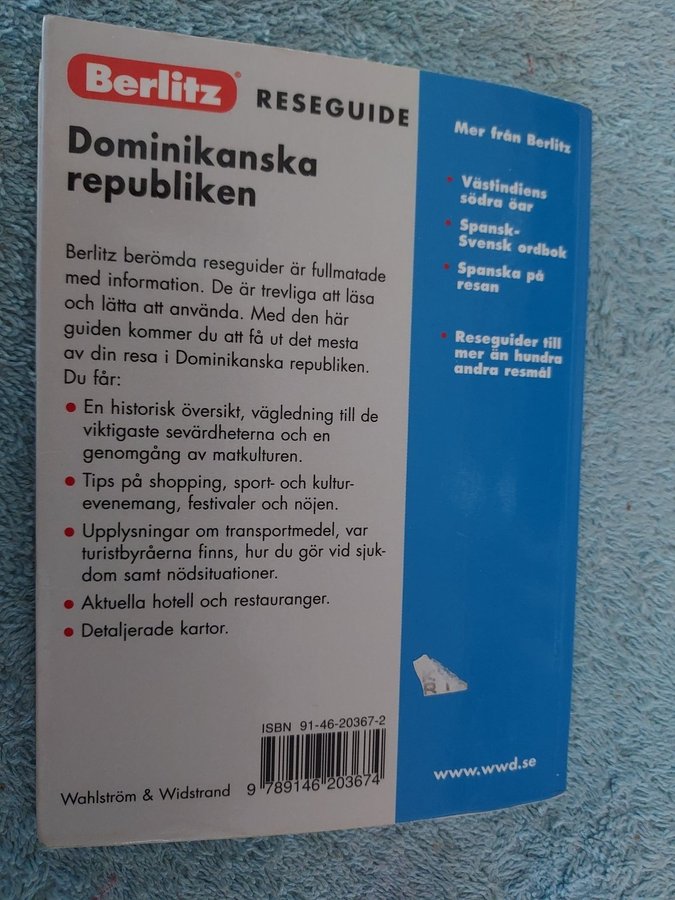 Berlitz® RESEGUIDE
Dominikanska
republiken
Berlitz berömda reseguider är fullmatade
med information. De är trevliga att läsa
och lätta att använda. Med den här
guiden kommer du att få ut det mesta
av din resa i Dominikanska republiken.
Du får:
• En historisk översikt, vägledning till de
viktigaste sevärdheterna och en
genomgång av matkulturen.
• Tips på shopping, sport- och kultur-
evenemang, festivaler och nöjen.
• Upplysningar om transportmedel, var
turistbyråerna finns, hur du gör vid sjuk-
dom samt nödsituationer.
• Aktuella hotell och restauranger.
• Detaljerade kartor.
ISBN 91-46-20367-2
9 789146 203674
Wahlström & Widstrand
Mer från Berlitz
• Västindiens
södra öar
• Spansk-
Svensk ordbok
• Spanska på
resan
• Reseguider till
mer än hundra
andra resmål
www.wwd.se